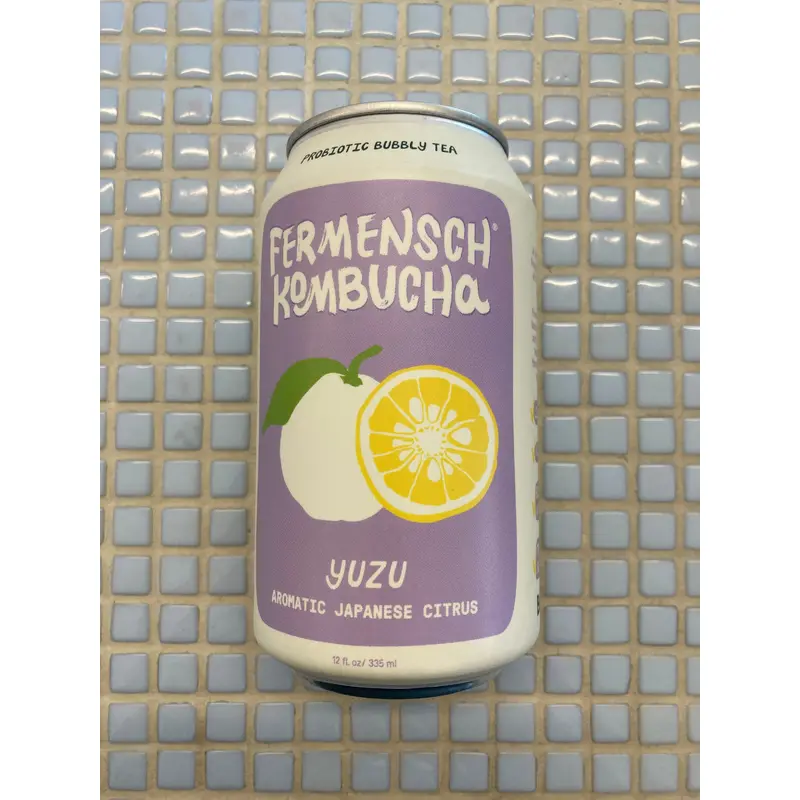 PROBIOTIC BUBBLY TEA
FERMENSCH®
KOMBUCHA
YUZU
AROMATIC JAPANESE CITRUS
12 fl oz/ 335 ml